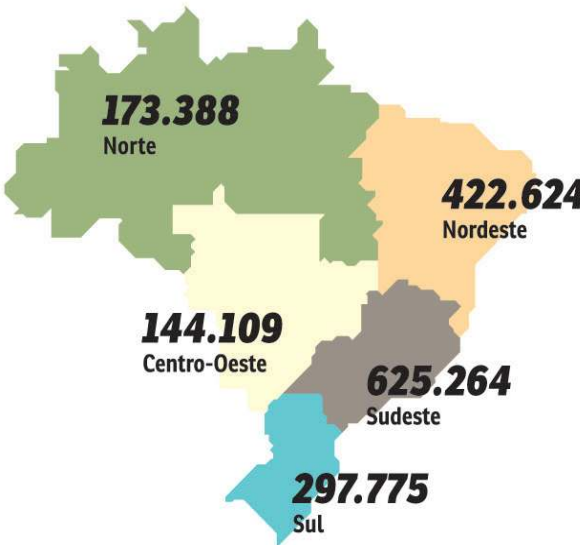 173.388
Norte
422.624
Nordeste
144.109
Centro-Oeste
625.264
Sudeste
297.775
Sul